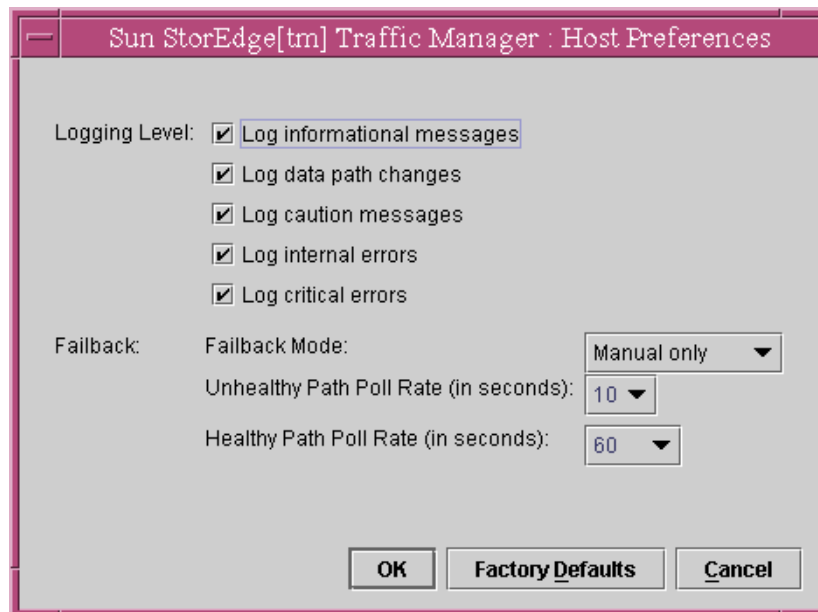 Sun StorEdge[tm] Traffic Manager : Host Preferences
Logging Level: Log informational messages
Log data path changes
Log caution messages
Log internal errors
Log critical errors
Failback: Failback Mode: Manual only
Unhealthy Path Poll Rate (in seconds): 10
Healthy Path Poll Rate (in seconds): 60
OK Factory Defaults Cancel